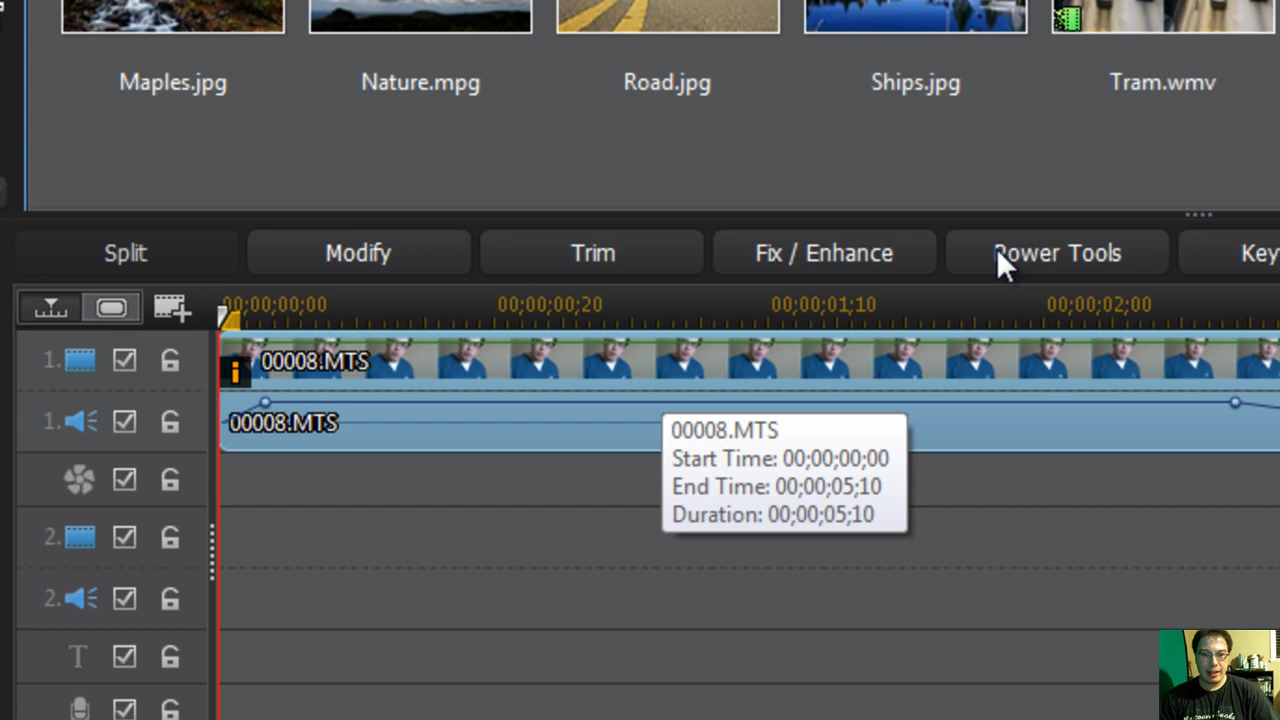 Maples.jpg
Nature.mpg
Road.jpg
Ships.jpg
Tram.wmv
Split
Modify
Trim
Fix / Enhance
Power Tools
Key
00;00;00;00
00;00;00;20
00;00;01;10
00;00;02;00
1.
00008.MTS
1.
00008.MTS
00008.MTS
Start Time: 00;00;00;00
End Time: 00;00;05;10
Duration: 00;00;05;10
2.
2.
T